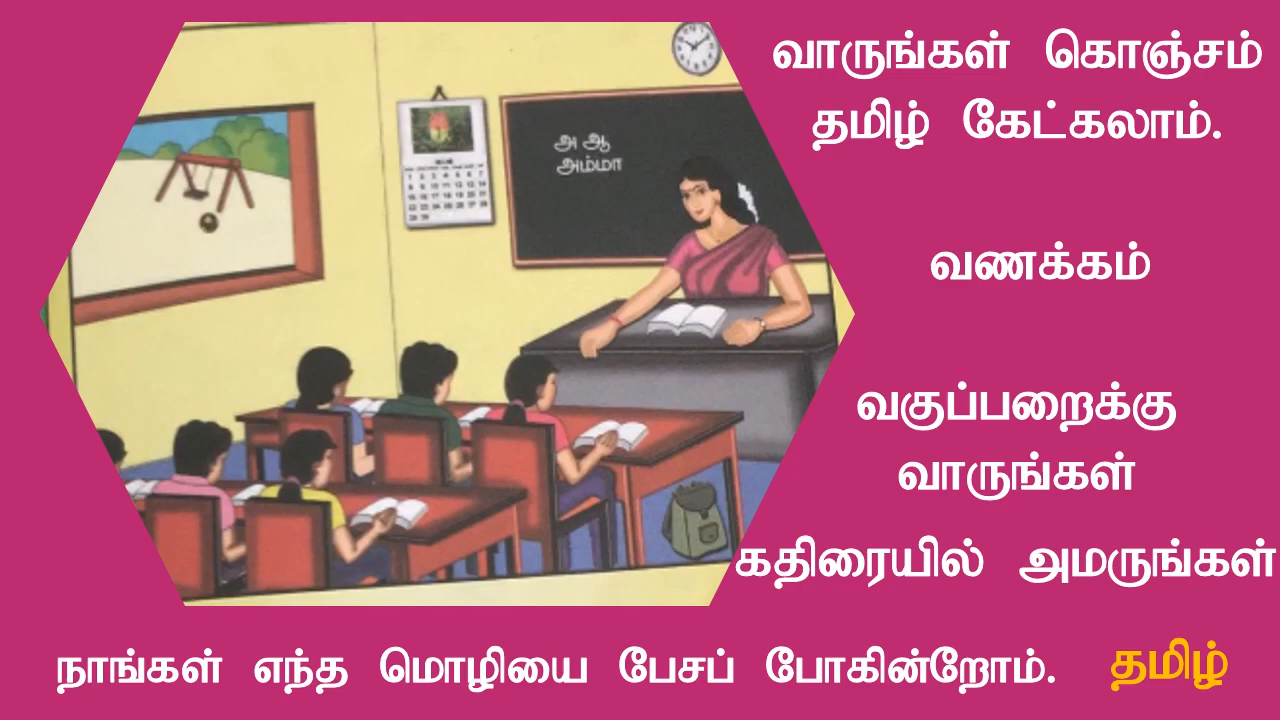 வாருங்கள் கொஞ்சம்
தமிழ் கேட்கலாம்.
அ ஆ
அம்மா
வணக்கம்
வகுப்பறைக்கு
வாருங்கள்
கதிரையில் அமருங்கள்
நாங்கள் எந்த மொழியை பேசப் போகின்றோம். தமிழ்